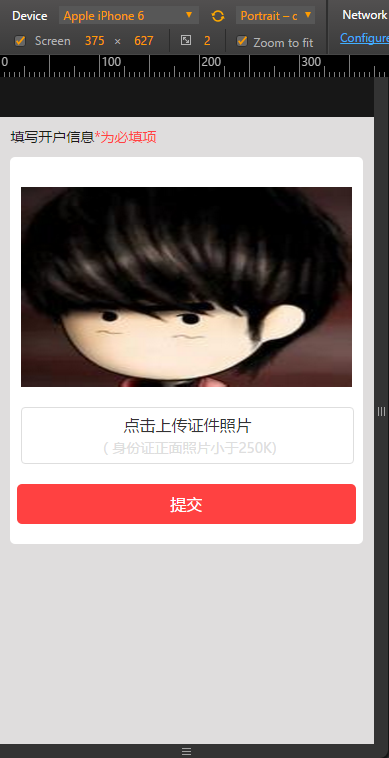 Device Apple iPhone 6 Portrait – c Network
Screen 375 × 627 2 Zoom to fit Configure
0 100 200 300
填写开户信息*为必填项
点击上传证件照片
( 身份证正面照片小于250K)
提交